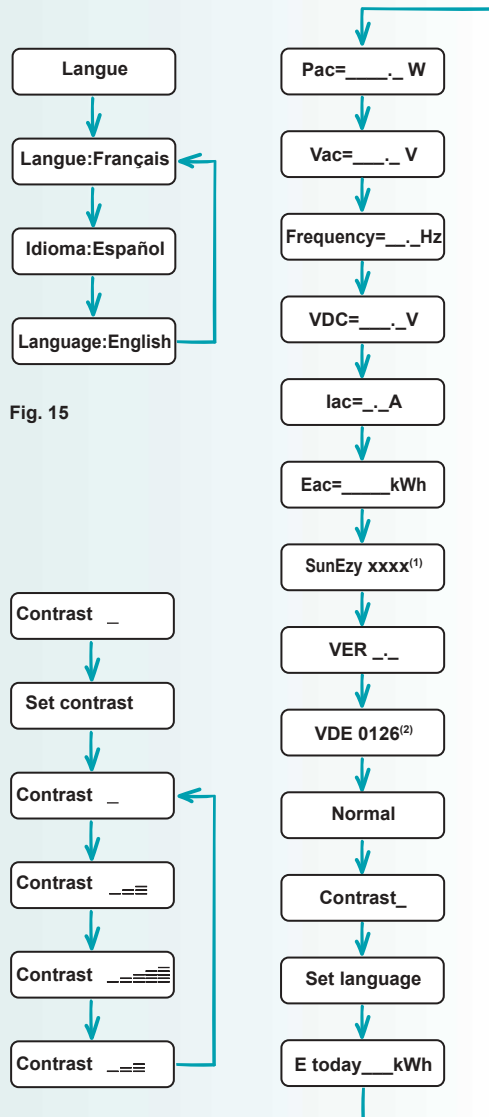 Langue
Langue:Français
Idioma:Español
Language:English
Fig. 15
Contrast _
Set contrast
Contrast _
Contrast
Contrast
Contrast
Pac=____._ W
Vac=___._ V
Frequency=__._Hz
VDC=___._V
Iac=_._A
Eac=_____kWh
SunEzy xxxx(1)
VER _._
VDE 0126(2)
Normal
Contrast_
Set language
E today___kWh